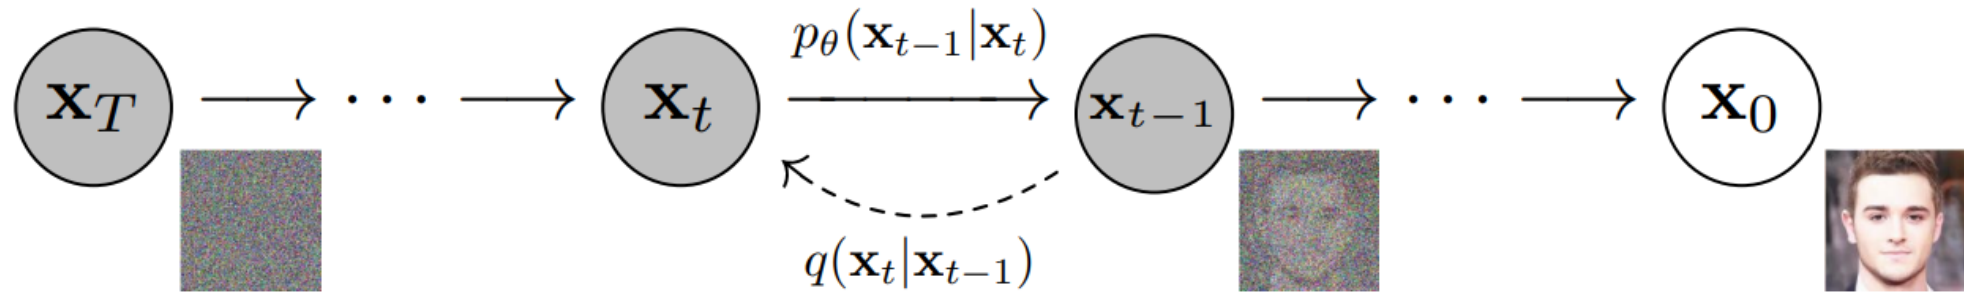 p_θ(x_{t−1}|x_t)
x_T ⟶ ··· ⟶ x_t ⟶ x_{t−1} ⟶ ··· ⟶ x_0
q(x_t|x_{t−1})